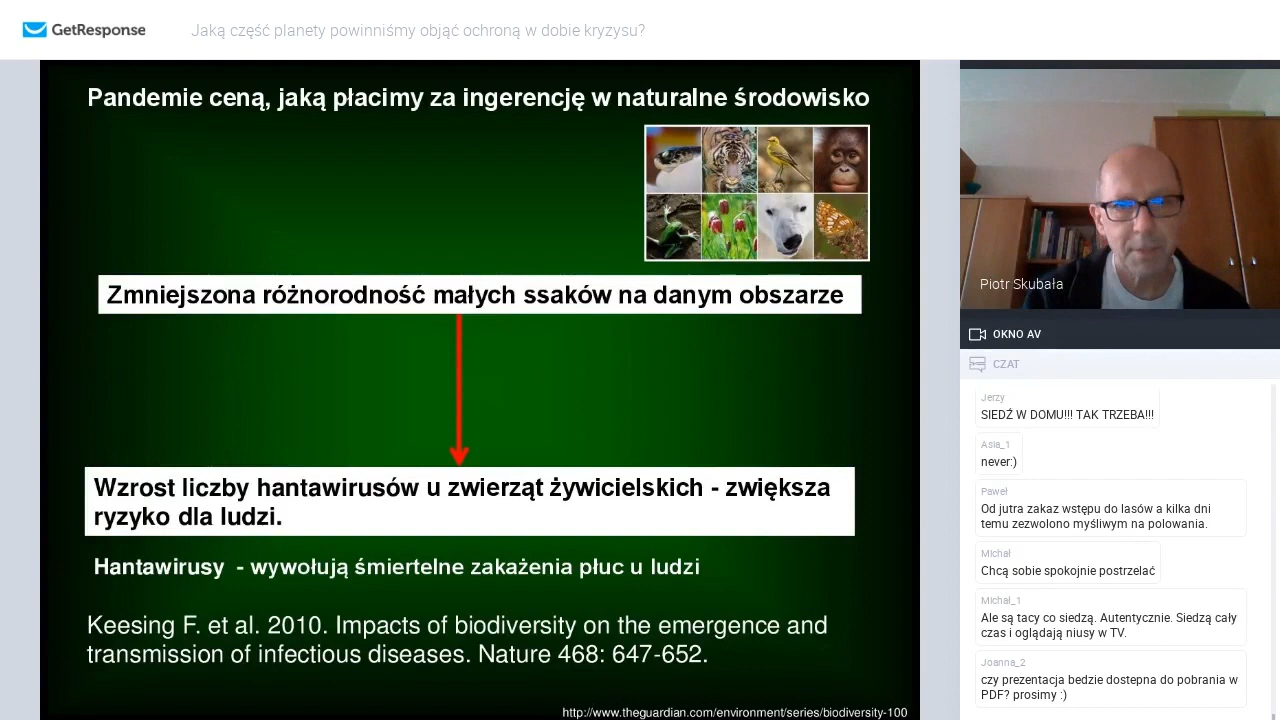 GetResponse
Jaką część planety powinniśmy objąć ochroną w dobie kryzysu?
Pandemie ceną, jaką płacimy za ingerencję w naturalne środowisko
Zmniejszona różnorodność małych ssaków na danym obszarze
Wzrost liczby hantawirusów u zwierząt żywicielskich - zwiększa
ryzyko dla ludzi.
Hantawirusy - wywołują śmiertelne zakażenia płuc u ludzi
Keesing F. et al. 2010. Impacts of biodiversity on the emergence and
transmission of infectious diseases. Nature 468: 647-652.
http://www.theguardian.com/environment/series/biodiversity-100
Piotr Skubała
OKNO AV
CZAT
Jerzy
SIEDŹ W DOMU!!! TAK TRZEBA!!!
Asia_1
never:)
Paweł
Od jutra zakaz wstępu do lasów a kilka dni
temu zezwolono myśliwym na polowania.
Michał
Chcą sobie spokojnie postrzelać
Michał_1
Ale są tacy co siedzą. Autentycznie. Siedzą cały
czas i oglądają niusy w TV.
Joanna_2
czy prezentacja bedzie dostepna do pobrania w
PDF? prosimy :)